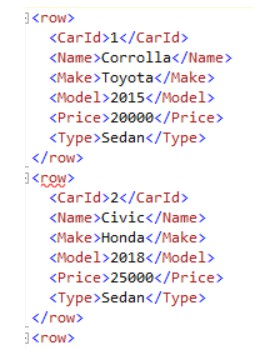 <row>
<CarId>1</CarId>
<Name>Corrolla</Name>
<Make>Toyota</Make>
<Model>2015</Model>
<Price>20000</Price>
<Type>Sedan</Type>
</row>
<row>
<CarId>2</CarId>
<Name>Civic</Name>
<Make>Honda</Make>
<Model>2018</Model>
<Price>25000</Price>
<Type>Sedan</Type>
</row>
<row>